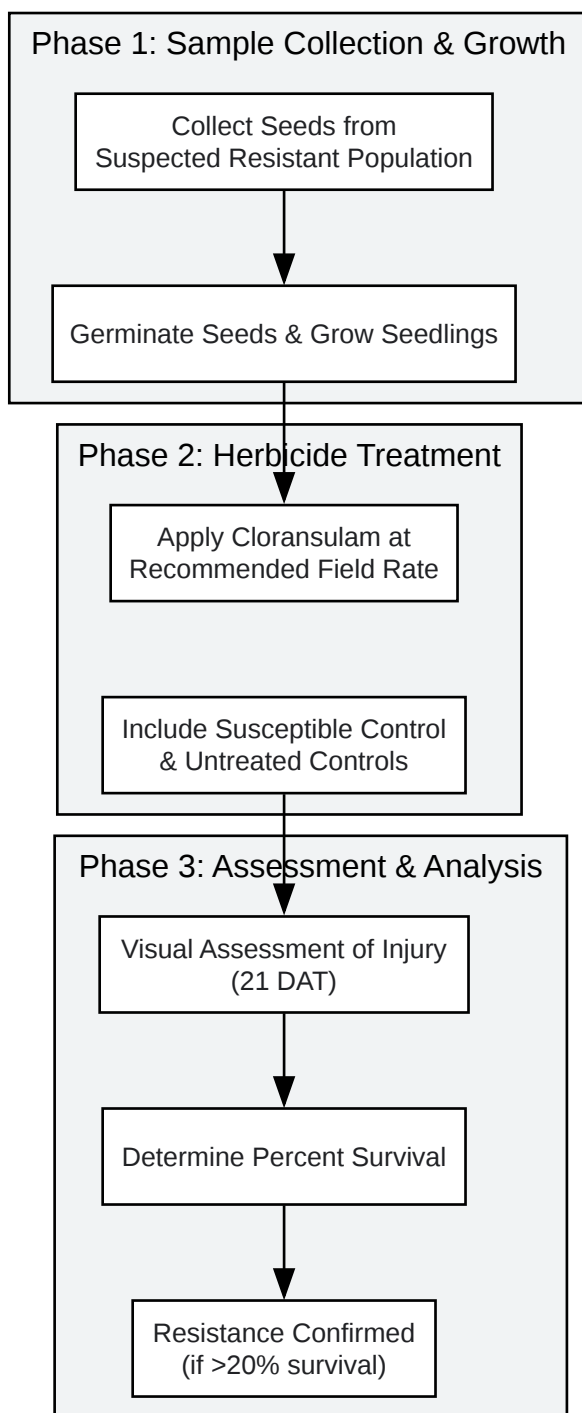 Phase 1: Sample Collection & Growth
Collect Seeds from
Suspected Resistant Population
Germinate Seeds & Grow Seedlings
Phase 2: Herbicide Treatment
Apply Cloransulam at
Recommended Field Rate
Include Susceptible Control
& Untreated Controls
Phase 3: Assessment & Analysis
Visual Assessment of Injury
(21 DAT)
Determine Percent Survival
Resistance Confirmed
(if >20% survival)